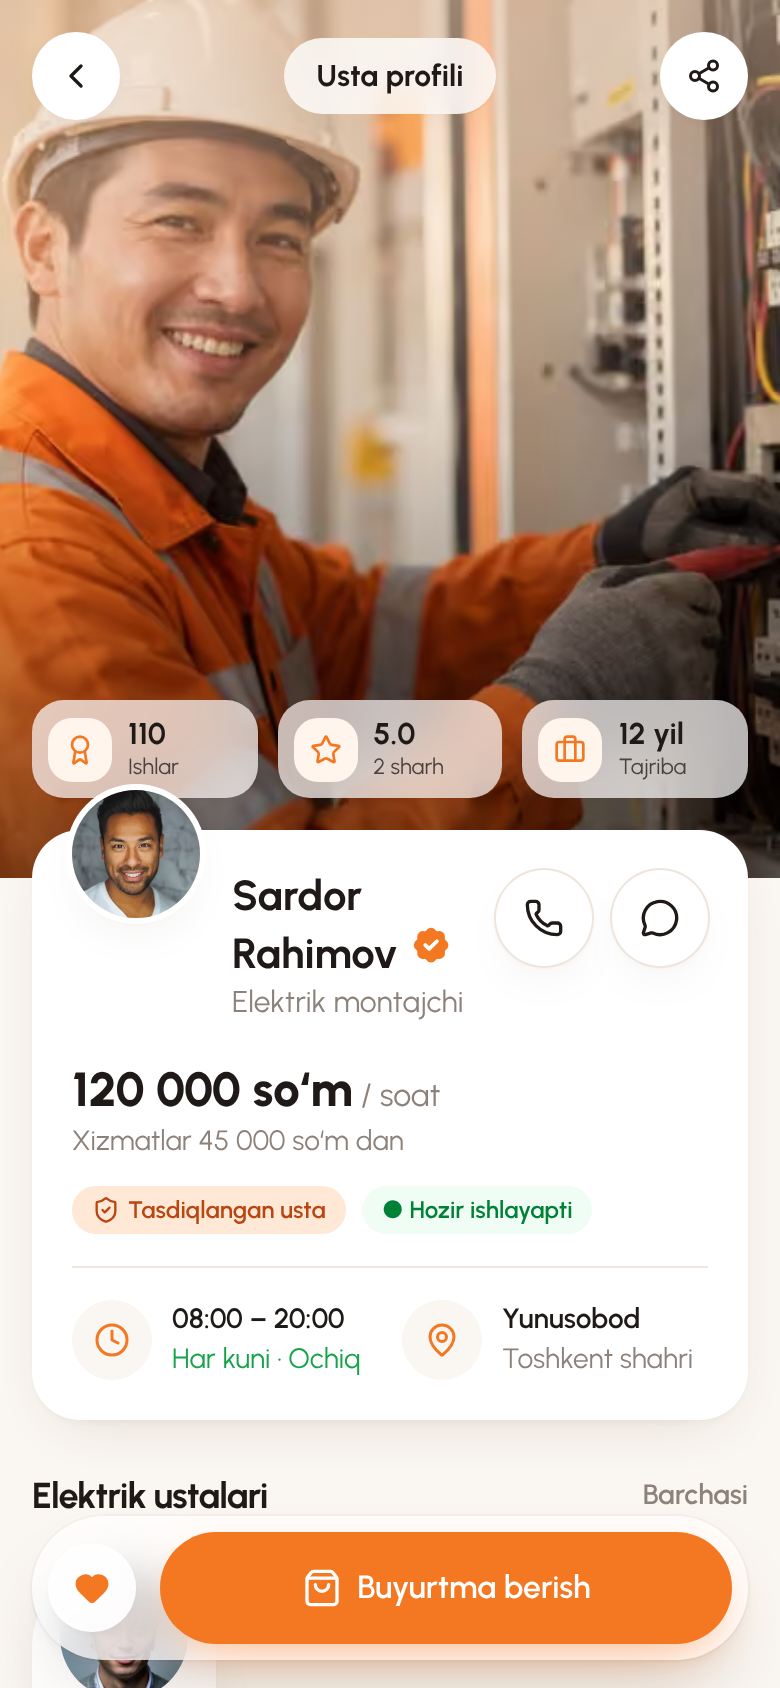 Usta profili
110
Ishlar
5.0
2 sharh
12 yil
Tajriba
Sardor
Rahimov
Elektrik montajchi
120 000 soʻm / soat
Xizmatlar 45 000 soʻm dan
Tasdiqlangan usta
Hozir ishlayapti
08:00 – 20:00
Har kuni · Ochiq
Yunusobod
Toshkent shahri
Elektrik ustalari
Barchasi
Buyurtma berish